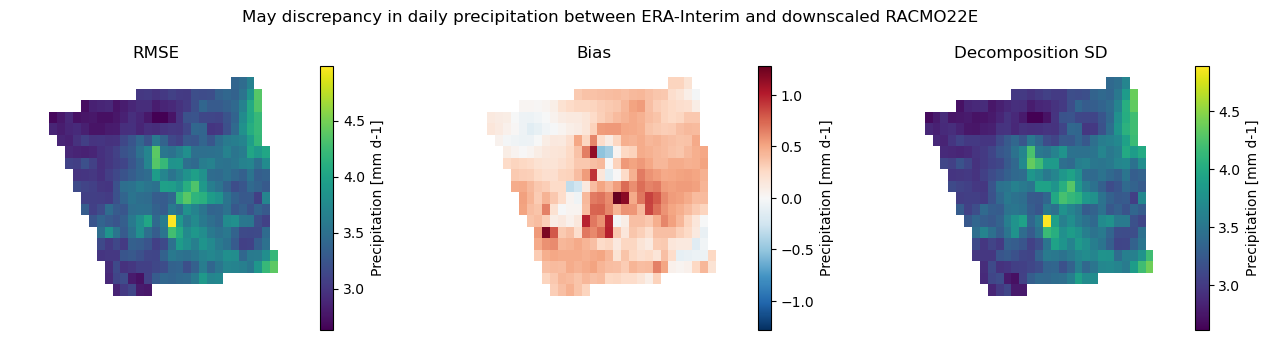 May discrepancy in daily precipitation between ERA-Interim and downscaled RACMO22E
RMSE
4.5
4.0
3.5
3.0
Precipitation [mm d-1]
Bias
1.0
0.5
0.0
−0.5
−1.0
Precipitation [mm d-1]
Decomposition SD
4.5
4.0
3.5
3.0
Precipitation [mm d-1]